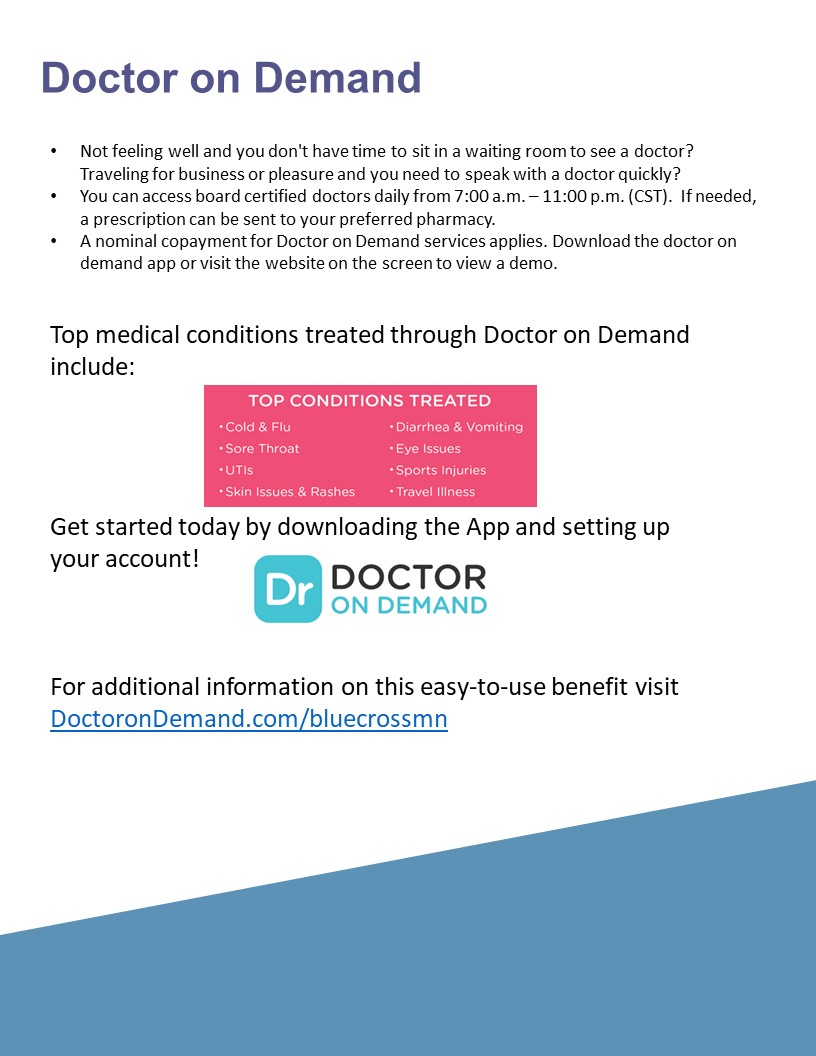 Doctor on Demand
• Not feeling well and you don't have time to sit in a waiting room to see a doctor?
Traveling for business or pleasure and you need to speak with a doctor quickly?
• You can access board certified doctors daily from 7:00 a.m. – 11:00 p.m. (CST). If needed,
a prescription can be sent to your preferred pharmacy.
• A nominal copayment for Doctor on Demand services applies. Download the doctor on
demand app or visit the website on the screen to view a demo.
Top medical conditions treated through Doctor on Demand
include:
TOP CONDITIONS TREATED
• Cold & Flu
• Sore Throat
• UTIs
• Skin Issues & Rashes
• Diarrhea & Vomiting
• Eye Issues
• Sports Injuries
• Travel Illness
Get started today by downloading the App and setting up
your account!
Dr
DOCTOR
ON DEMAND
For additional information on this easy-to-use benefit visit
DoctoronDemand.com/bluecrossmn